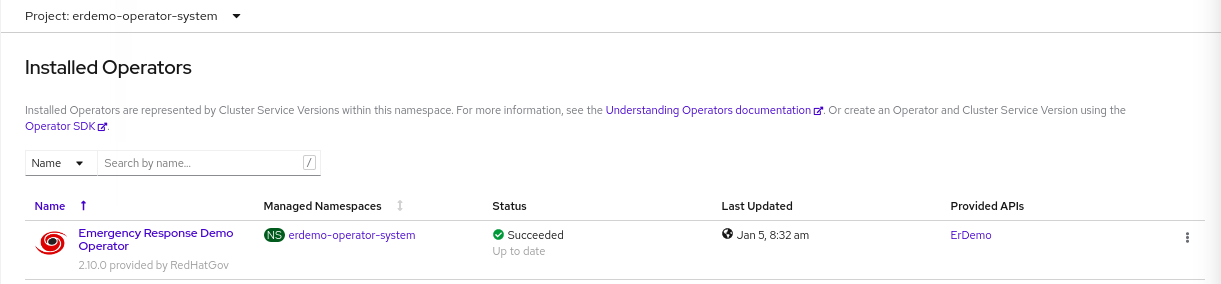 Project: erdemo-operator-system
Installed Operators
Installed Operators are represented by Cluster Service Versions within this namespace. For more information, see the Understanding Operators documentation. Or create an Operator and Cluster Service Version using the
Operator SDK.
Name Search by name... /
Name Managed Namespaces Status Last Updated Provided APIs
Emergency Response Demo NS erdemo-operator-system Succeeded Jan 5, 8:32 am ErDemo
Operator Up to date
2.10.0 provided by RedHatGov